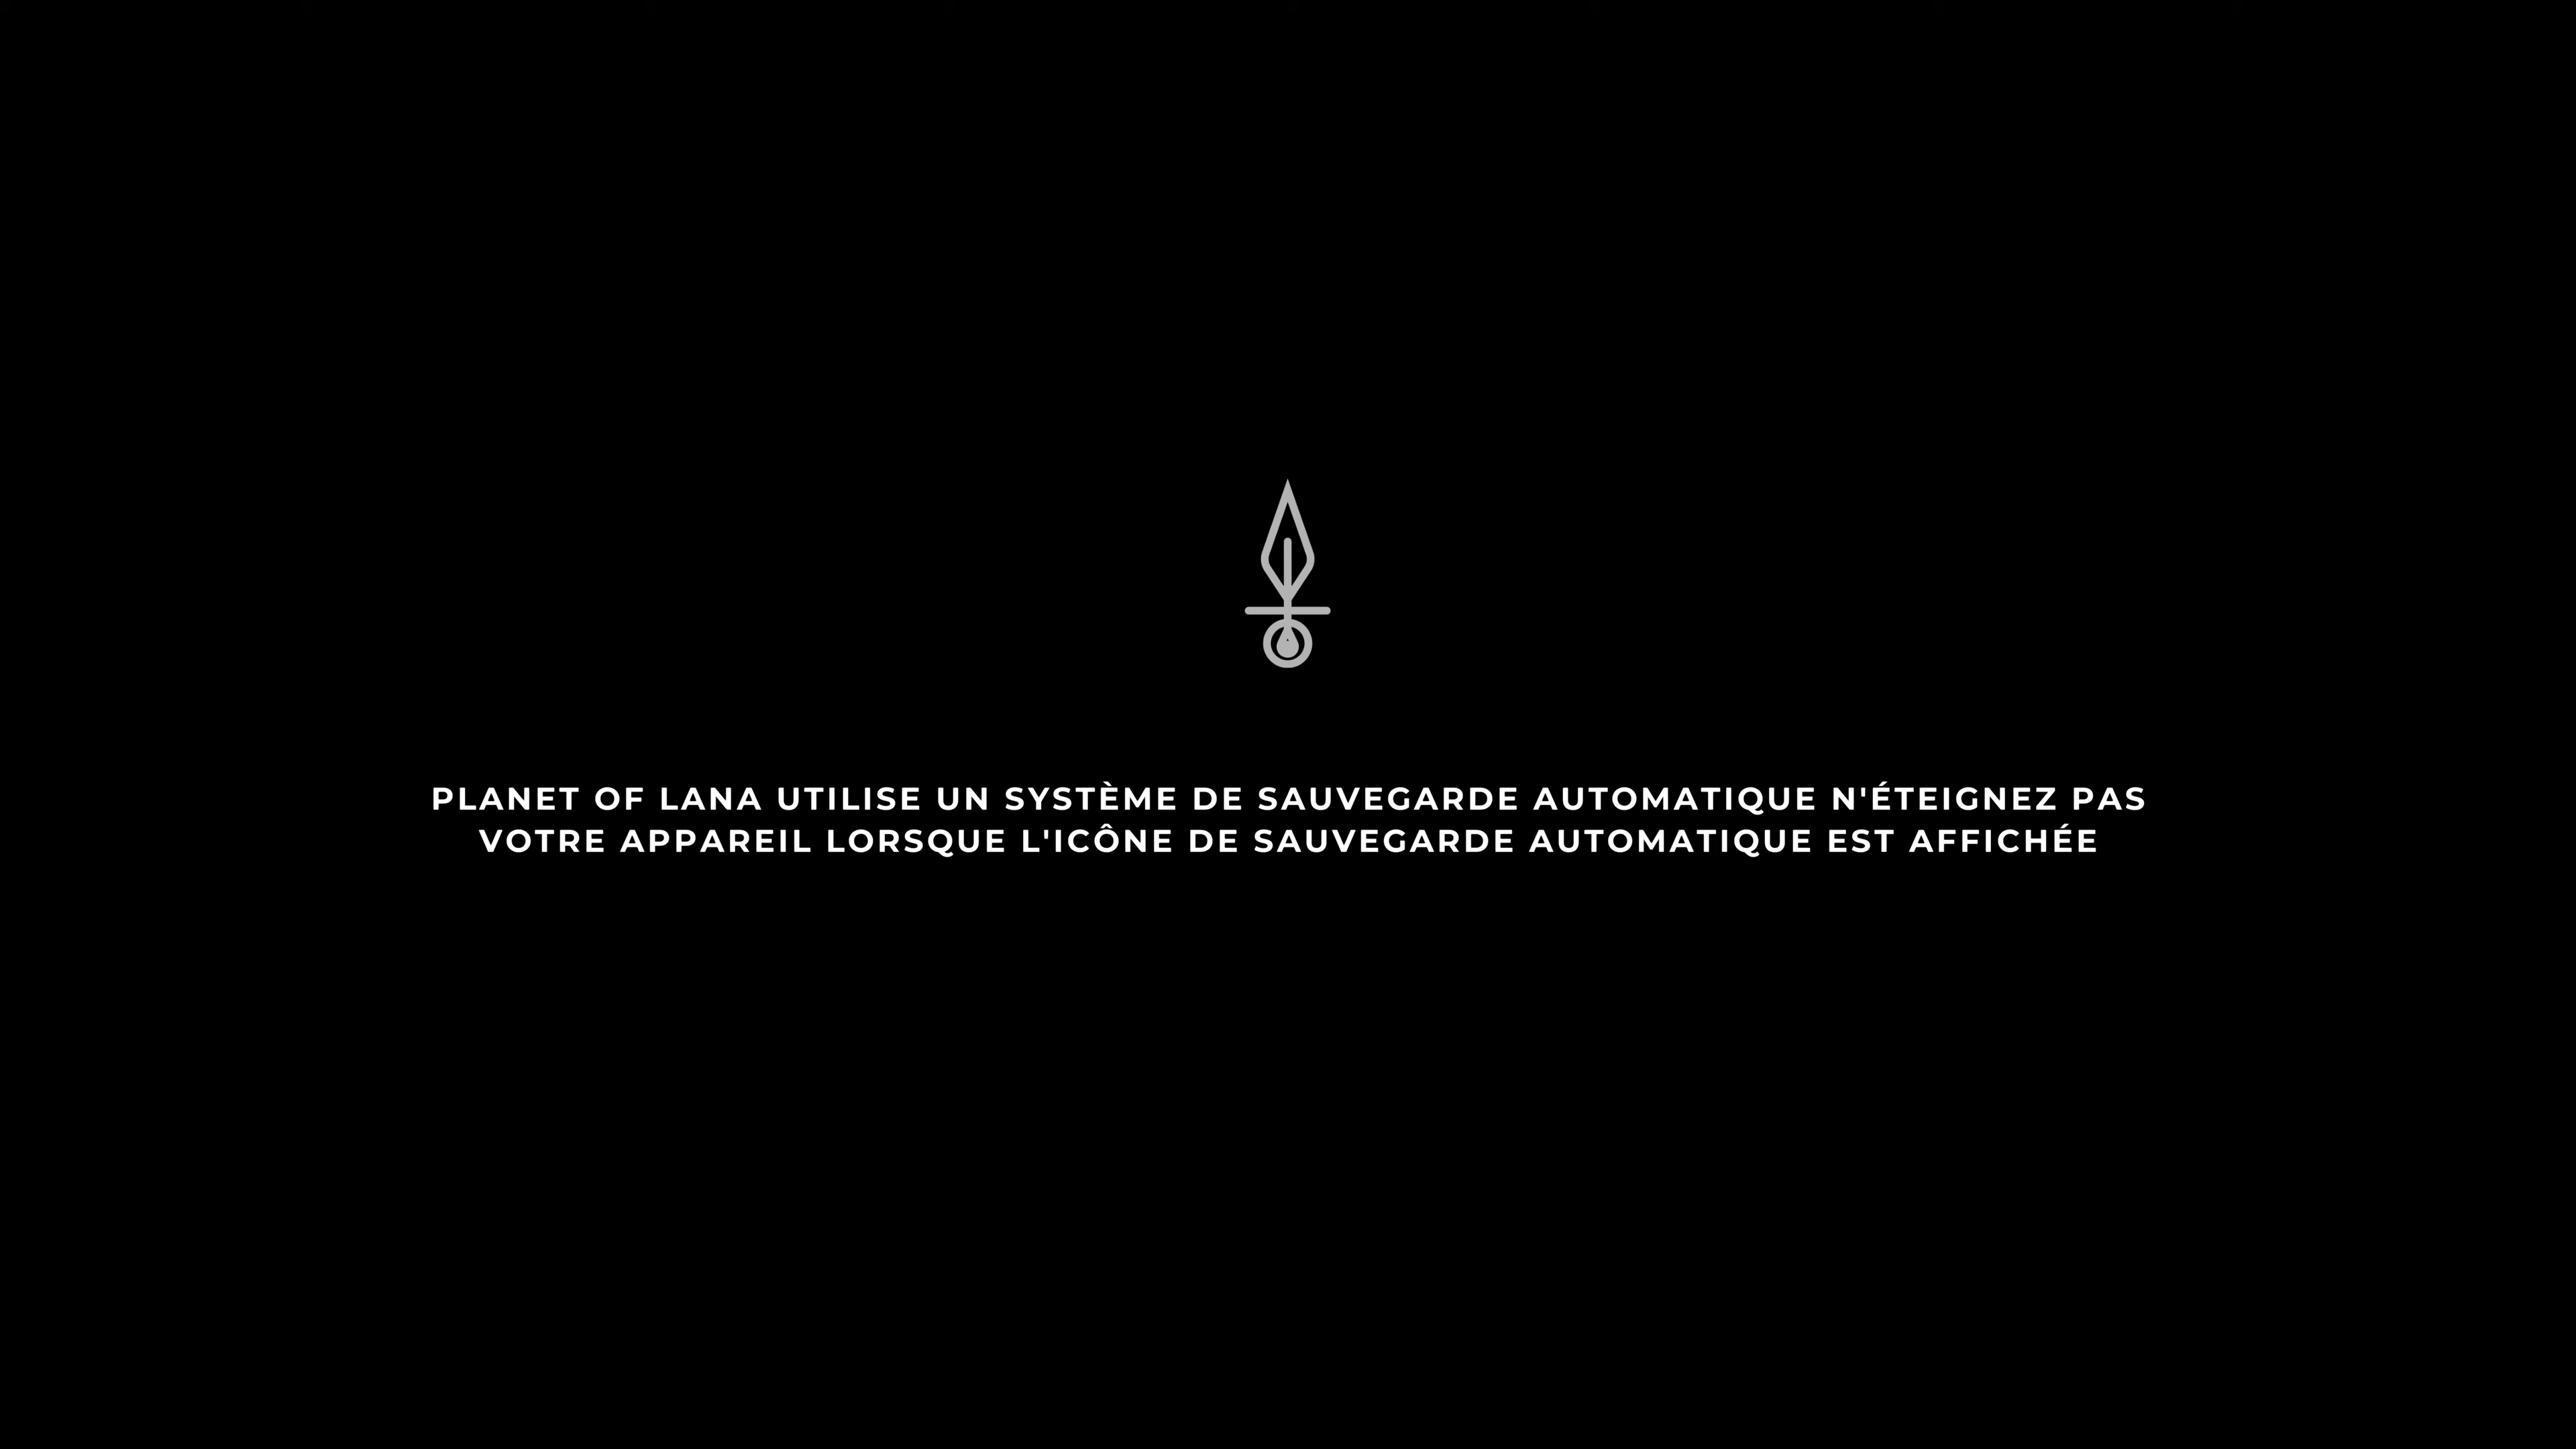 PLANET OF LANA UTILISE UN SYSTÈME DE SAUVEGARDE AUTOMATIQUE N'ÉTEIGNEZ PAS
VOTRE APPAREIL LORSQUE L'ICÔNE DE SAUVEGARDE AUTOMATIQUE EST AFFICHÉE